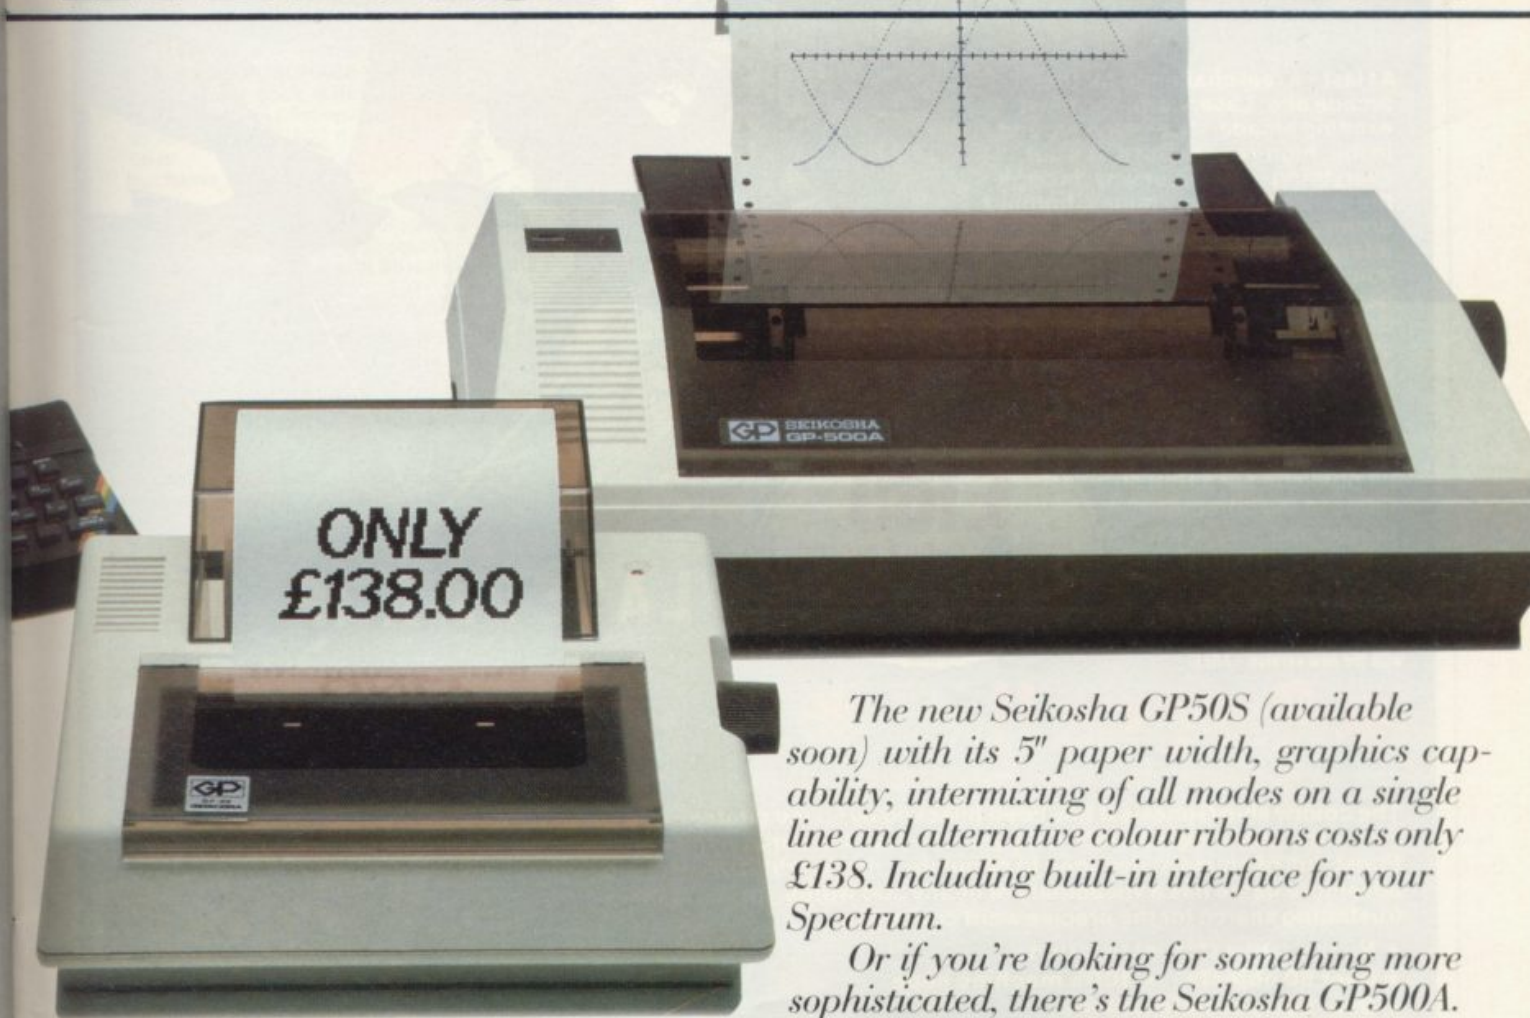 SEIKOSHA
GP-500A
ONLY
£138.00
GP
SEIKOSHA
The new Seikosha GP50S (available
soon) with its 5" paper width, graphics cap-
ability, intermixing of all modes on a single
line and alternative colour ribbons costs only
£138. Including built-in interface for your
Spectrum.
Or if you're looking for something more
sophisticated, there's the Seikosha GP500A.